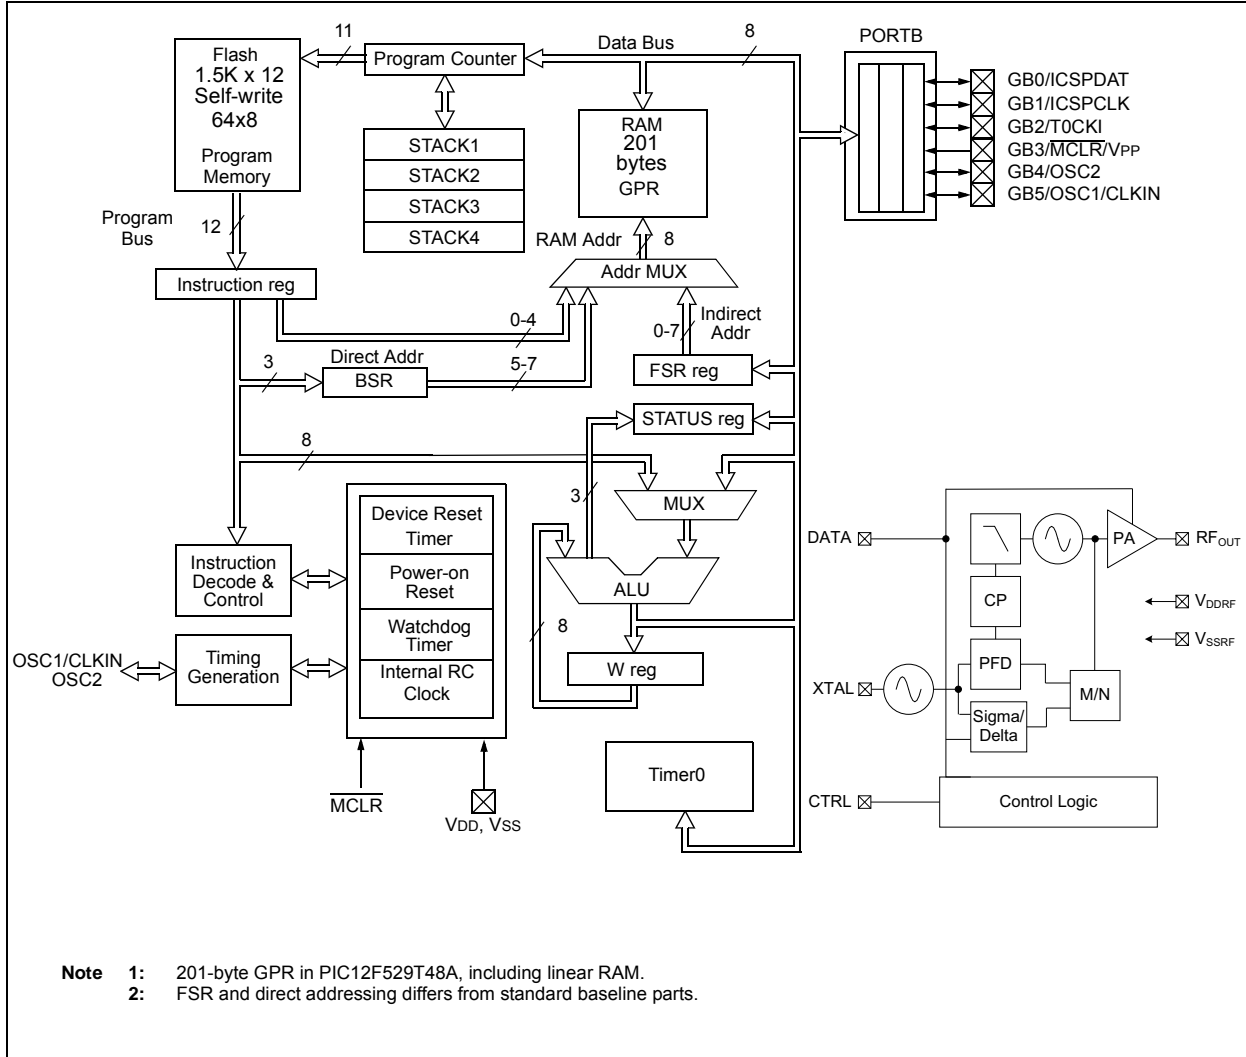 11
Data Bus
8
PORTB
Flash
1.5K x 12
Self-write
64x8
Program
Memory
Program Counter
STACK1
STACK2
STACK3
STACK4
RAM
201
bytes
GPR
GB0/ICSPDAT
GB1/ICSPCLK
GB2/T0CKI
GB3/MCLR/VPP
GB4/OSC2
GB5/OSC1/CLKIN
Program
Bus
12
RAM Addr
8
Addr MUX
Instruction reg
0-4
0-7
Indirect
Addr
3
Direct Addr
BSR
5-7
FSR reg
STATUS reg
8
3
MUX
Device Reset
Timer
Power-on
Reset
Watchdog
Timer
Internal RC
Clock
Instruction
Decode &
Control
ALU
8
W reg
OSC1/CLKIN
OSC2
Timing
Generation
MCLR
VDD, VSS
Timer0
DATA
PA
RFOUT
CP
VDDRF
VSSRF
PFD
XTAL
M/N
Sigma/
Delta
CTRL
Control Logic
Note 1: 201-byte GPR in PIC12F529T48A, including linear RAM.
2: FSR and direct addressing differs from standard baseline parts.